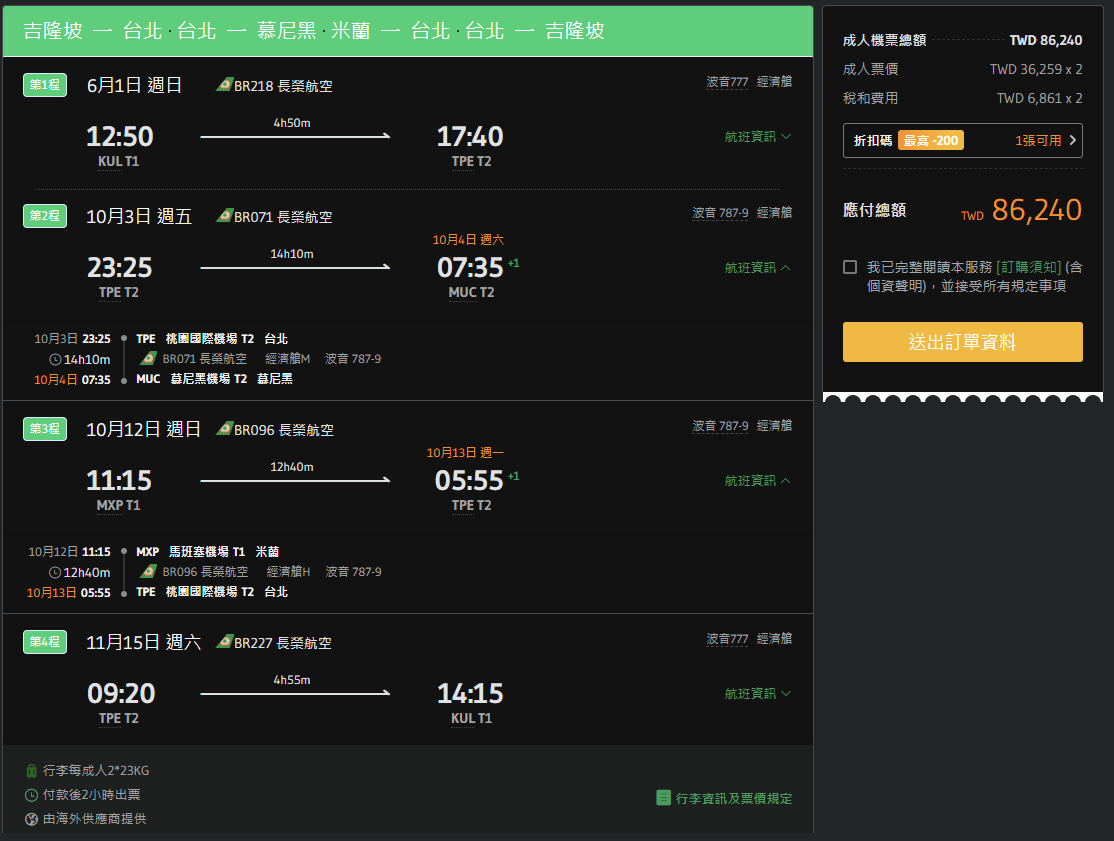 吉隆坡 一 台北 · 台北 一 慕尼黑 · 米蘭 一 台北 · 台北 一 吉隆坡
第1程 6月1日 週日 BR218 長榮航空 波音777 經濟艙
4h50m
12:50 17:40 航班資訊
KUL T1 TPE T2
第2程 10月3日 週五 BR071 長榮航空 波音 787-9 經濟艙
10月4日 週六
14h10m
23:25 07:35 +1 航班資訊
TPE T2 MUC T2
10月3日 23:25 TPE 桃園國際機場 T2 台北
14h10m BR071 長榮航空 經濟艙M 波音 787-9
10月4日 07:35 MUC 慕尼黑機場 T2 慕尼黑
第3程 10月12日 週日 BR096 長榮航空 波音 787-9 經濟艙
10月13日 週一
12h40m
11:15 05:55 +1 航班資訊
MXP T1 TPE T2
10月12日 11:15 MXP 馬班塞機場 T1 米蘭
12h40m BR096 長榮航空 經濟艙H 波音 787-9
10月13日 05:55 TPE 桃園國際機場 T2 台北
第4程 11月15日 週六 BR227 長榮航空 波音777 經濟艙
4h55m
09:20 14:15 航班資訊
TPE T2 KUL T1
行李每成人2*23KG
付款後2小時出票
由海外供應商提供
行李資訊及票價規定
成人機票總額 TWD 86,240
成人票價 TWD 36,259 x 2
稅和費用 TWD 6,861 x 2
折扣碼 最高 -200 1張可用
應付總額 TWD 86,240
我已完整閱讀本服務 [訂購須知] (含
個資聲明)，並接受所有規定事項
送出訂單資料